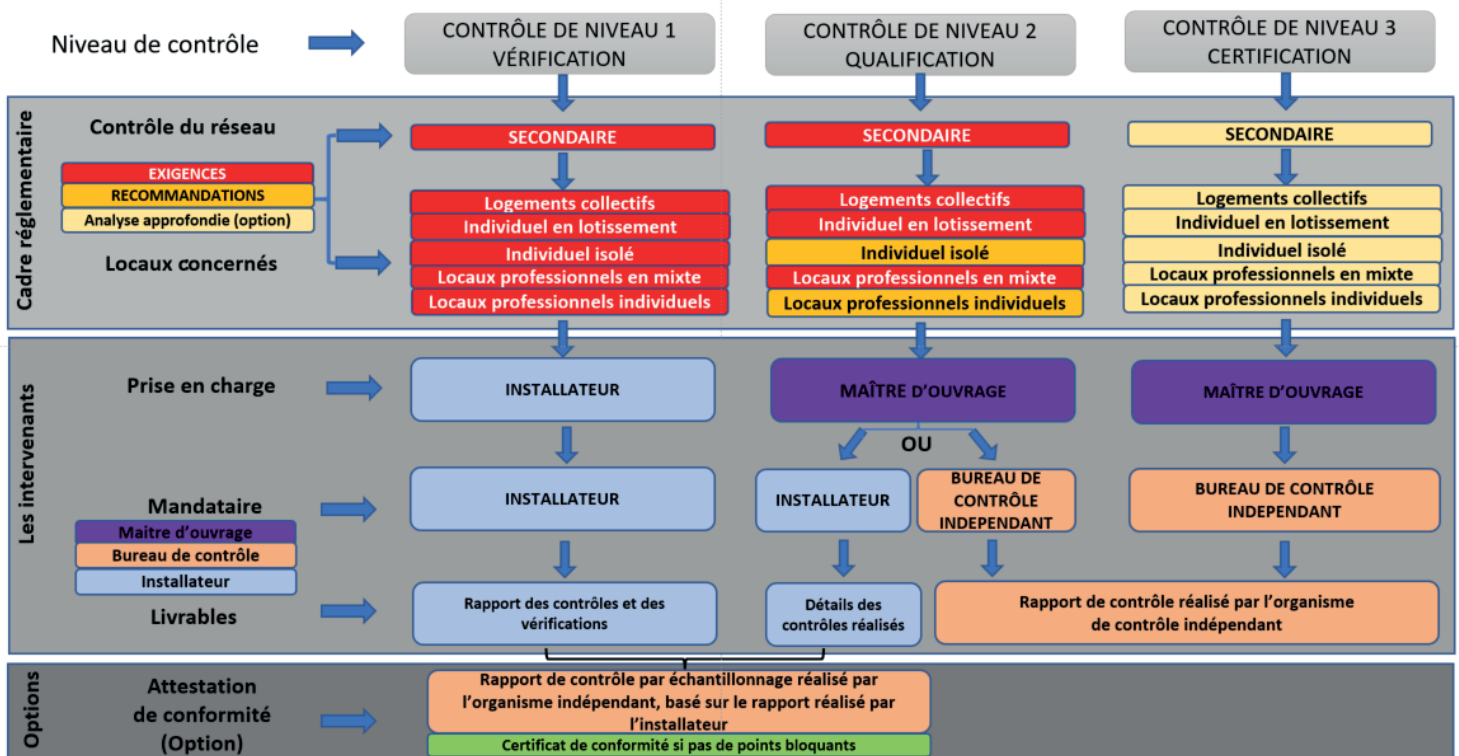 Niveau de contrôle
CONTRÔLE DE NIVEAU 1
VÉRIFICATION
CONTRÔLE DE NIVEAU 2
QUALIFICATION
CONTRÔLE DE NIVEAU 3
CERTIFICATION
Cadre réglementaire
Contrôle du réseau
EXIGENCES
RECOMMANDATIONS
Analyse approfondie (option)
Locaux concernés
SECONDAIRE
Logements collectifs
Individuel en lotissement
Individuel isolé
Locaux professionnels en mixte
Locaux professionnels individuels
SECONDAIRE
Logements collectifs
Individuel en lotissement
Individuel isolé
Locaux professionnels en mixte
Locaux professionnels individuels
SECONDAIRE
Logements collectifs
Individuel en lotissement
Individuel isolé
Locaux professionnels en mixte
Locaux professionnels individuels
Les intervenants
Prise en charge
INSTALLATEUR
MAÎTRE D'OUVRAGE
MAÎTRE D'OUVRAGE
OU
Mandataire
Maitre d'ouvrage
Bureau de contrôle
Installateur
INSTALLATEUR
INSTALLATEUR
BUREAU DE
CONTRÔLE
INDEPENDANT
BUREAU DE CONTRÔLE
INDEPENDANT
Livrables
Rapport des contrôles et des
vérifications
Détails des
contrôles réalisés
Rapport de contrôle réalisé par l'organisme
de contrôle indépendant
Options
Attestation
de conformité
(Option)
Rapport de contrôle par échantillonnage réalisé par
l'organisme indépendant, basé sur le rapport réalisé par
l'installateur
Certificat de conformité si pas de points bloquants